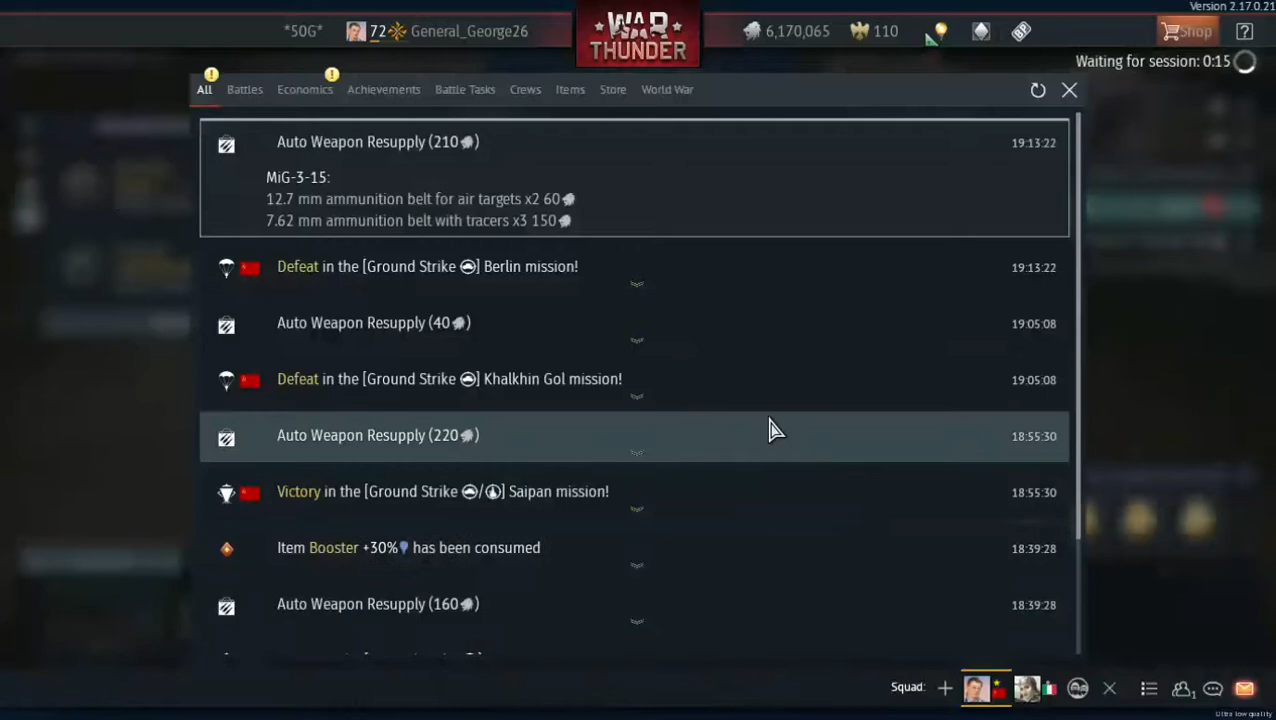 Version 2.17.0.21
*50G*
72
General_George26
WAR
THUNDER
6,170,065
110
Shop
?
Waiting for session: 0:15
All
Battles
Economics
Achievements
Battle Tasks
Crews
Items
Store
World War
Auto Weapon Resupply (210)
19:13:22
MiG-3-15:
12.7 mm ammunition belt for air targets x2 60
7.62 mm ammunition belt with tracers x3 150
Defeat in the [Ground Strike] Berlin mission!
19:13:22
Auto Weapon Resupply (40)
19:05:08
Defeat in the [Ground Strike] Khalkhin Gol mission!
19:05:08
Auto Weapon Resupply (220)
18:55:30
Victory in the [Ground Strike /] Saipan mission!
18:55:30
Item Booster +30% has been consumed
18:39:28
Auto Weapon Resupply (160)
18:39:28
Squad:
1
Ultra low quality